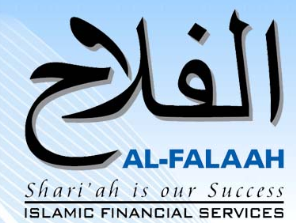 الفلاح
AL-FALAAH
Shari'ah is our Success
ISLAMIC FINANCIAL SERVICES